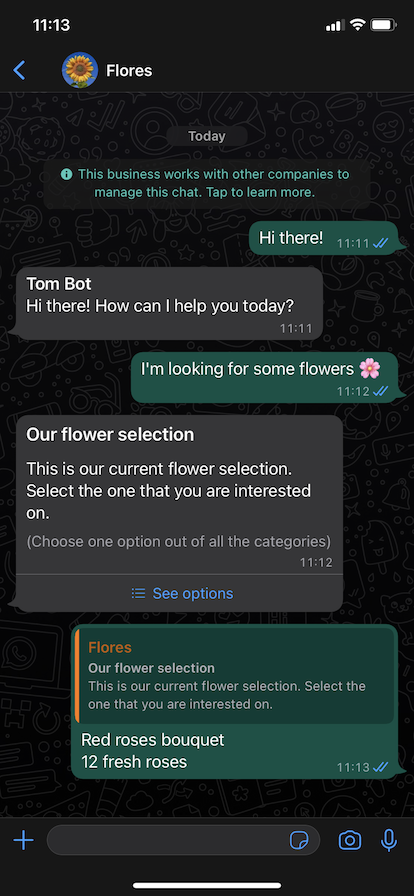 11:13
Flores
Today
This business works with other companies to
manage this chat. Tap to learn more.
Hi there!
11:11
Tom Bot
Hi there! How can I help you today?
11:11
I'm looking for some flowers 🌸
11:12
Our flower selection
This is our current flower selection.
Select the one that you are interested
on.
(Choose one option out of all the categories)
11:12
See options
Flores
Our flower selection
This is our current flower selection. Select the
one that you are interested on.
Red roses bouquet
12 fresh roses
11:13